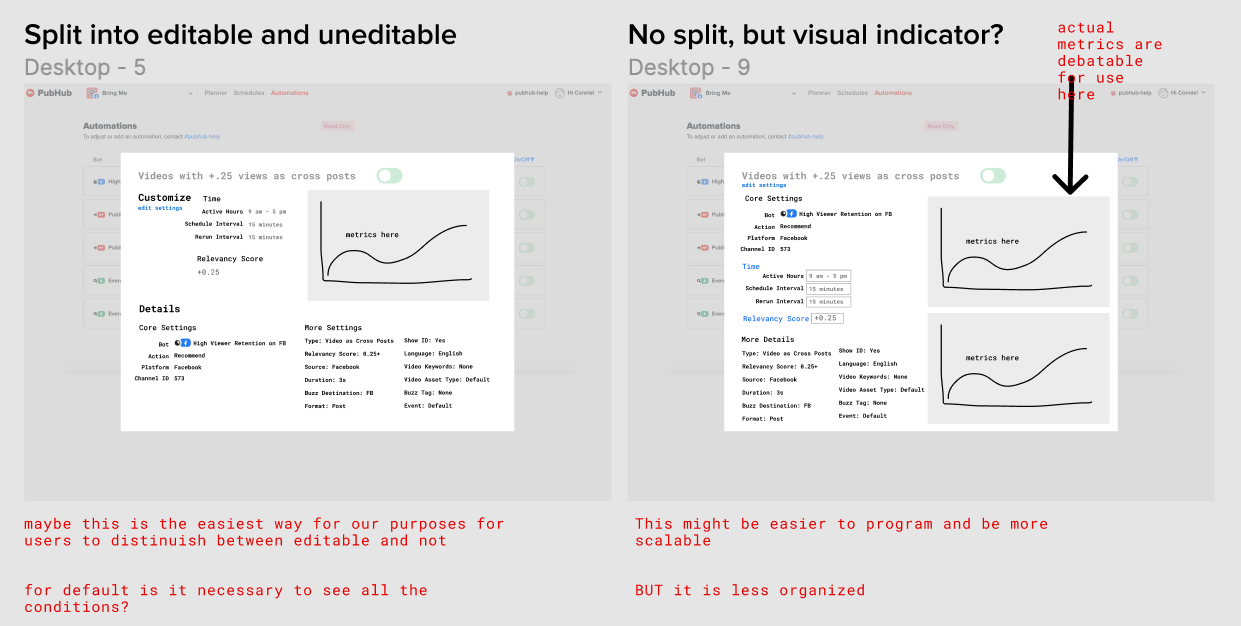 Split into editable and uneditable
Desktop - 5
PubHub
Bring Me
Planner Schedules Automations
pubhub-help
Hi Connie!
Automations
Read Only
To adjust or add an automation, contact #pubhub-help
Bot
On/Off
High
Publi
Ever
Ever
Videos with +.25 views as cross posts
Customize
edit settings
Time
Active Hours 9 am - 5 pm
Schedule Interval 15 minutes
Rerun Interval 15 minutes
Relevancy Score
+0.25
metrics here
Details
Core Settings
Bot High Viewer Retention on FB
Action Recommend
Platform Facebook
Channel ID 573
More Settings
Type: Video as Cross Posts
Relevancy Score: 0.25+
Source: Facebook
Duration: 3s
Buzz Destination: FB
Format: Post
Show ID: Yes
Language: English
Video Keywords: None
Video Asset Type: Default
Buzz Tag: None
Event: Default
maybe this is the easiest way for our purposes for
users to distinuish between editable and not
for default is it necessary to see all the
conditions?
No split, but visual indicator?
Desktop - 9
actual
metrics are
debatable
for use
here
PubHub
Bring Me
Planner Schedules Automations
pubhub-help
Hi Connie!
Automations
Read Only
To adjust or add an automation, contact #pubhub-help
Bot
On/Off
High
Publi
Ever
Ever
Videos with +.25 views as cross posts
edit settings
Core Settings
Bot High Viewer Retention on FB
Action Recommend
Platform Facebook
Channel ID 573
Time
Active Hours 9 am - 5 pm
Schedule Interval 15 minutes
Rerun Interval 15 minutes
Relevancy Score +0.25
More Details
Type: Video as Cross Posts
Relevancy Score: 0.25+
Source: Facebook
Duration: 3s
Buzz Destination: FB
Format: Post
Show ID: Yes
Language: English
Video Keywords: None
Video Asset Type: Default
Buzz Tag: None
Event: Default
metrics here
metrics here
This might be easier to program and be more
scalable
BUT it is less organized